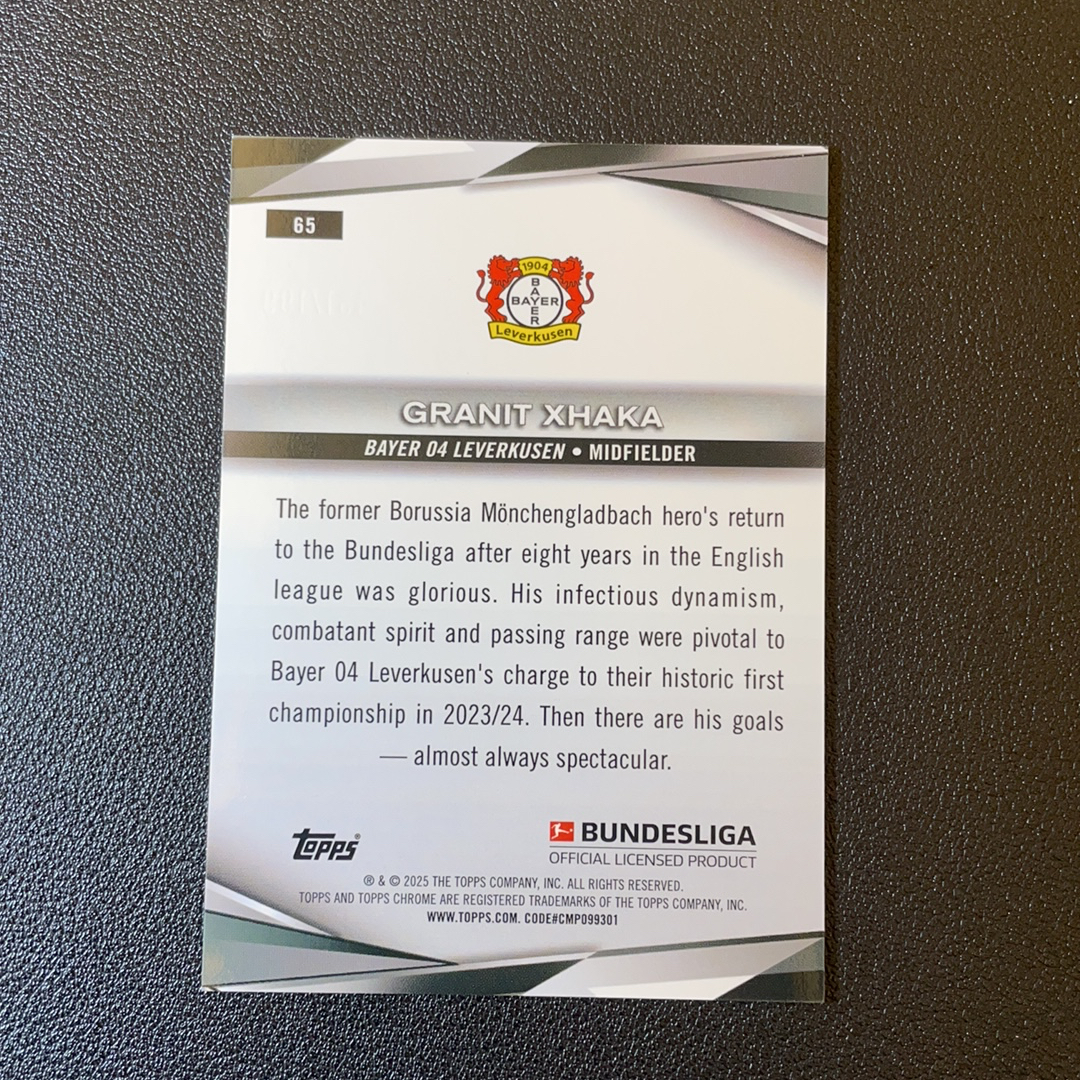 65
1904
BAYER
BAYER
Leverkusen
GRANIT XHAKA
BAYER 04 LEVERKUSEN • MIDFIELDER
The former Borussia Mönchengladbach hero's return
to the Bundesliga after eight years in the English
league was glorious. His infectious dynamism,
combatant spirit and passing range were pivotal to
Bayer 04 Leverkusen's charge to their historic first
championship in 2023/24. Then there are his goals
— almost always spectacular.
topps®
BUNDESLIGA
OFFICIAL LICENSED PRODUCT
® & © 2025 THE TOPPS COMPANY, INC. ALL RIGHTS RESERVED.
TOPPS AND TOPPS CHROME ARE REGISTERED TRADEMARKS OF THE TOPPS COMPANY, INC.
WWW.TOPPS.COM. CODE#CMP099301